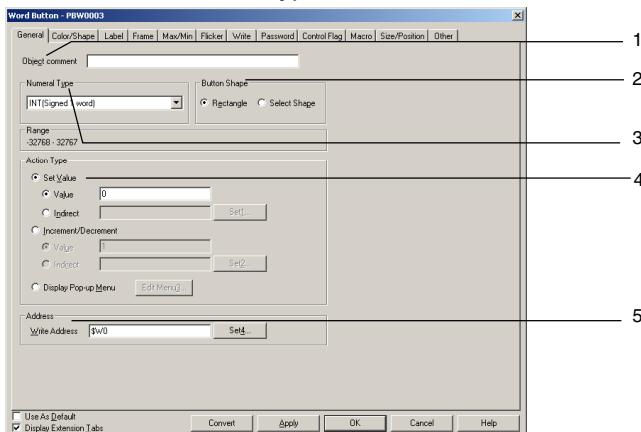 Word Button - PBW0003
General Color/Shape Label Frame Max/Min Flicker Write Password Control Flag Macro Size/Position Other
1
Object comment
2
Numeral Type
Button Shape
INT(Signed 1 word)
Rectangle Select Shape
3
Range
-32768 - 32767
Action Type
4
Set Value
Value 0
Indirect Set1...
Increment/Decrement
Value 1
Indirect Set2...
Display Pop-up Menu Edit Menu3...
Address
5
Write Address $W0 Set4...
Use As Default
Display Extension Tabs
Convert Apply OK Cancel Help